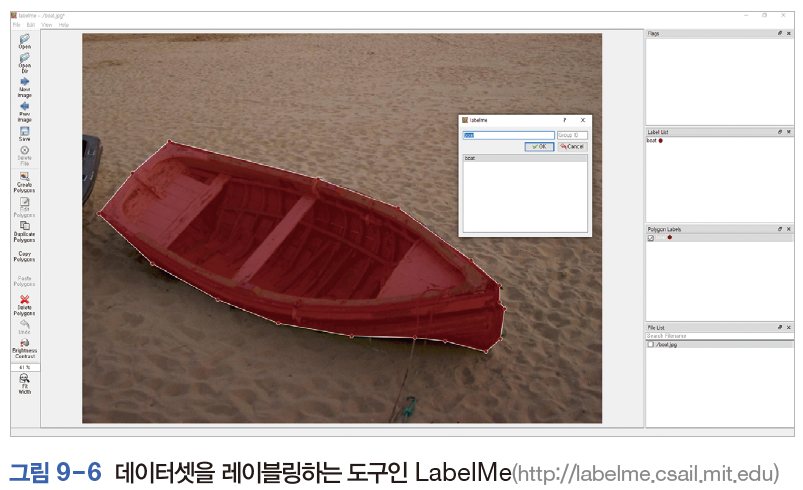 labelme - ./boat.jpg*
File Edit View Help
Open
Open
Dir
Next
Image
Prev
Image
Save
Delete
File
Create
Polygons
Edit
Polygons
Duplicate
Polygons
Copy
Polygons
Paste
Polygons
Delete
Polygons
Undo
Brightness
Contrast
61 %
Fit
Width
labelme
boat Group ID
OK Cancel
boat
Flags
Label List
boat
Polygon Labels
File List
Search Filename
./boat.jpg
그림 9-6 데이터셋을 레이블링하는 도구인 LabelMe(http://labelme.csail.mit.edu)